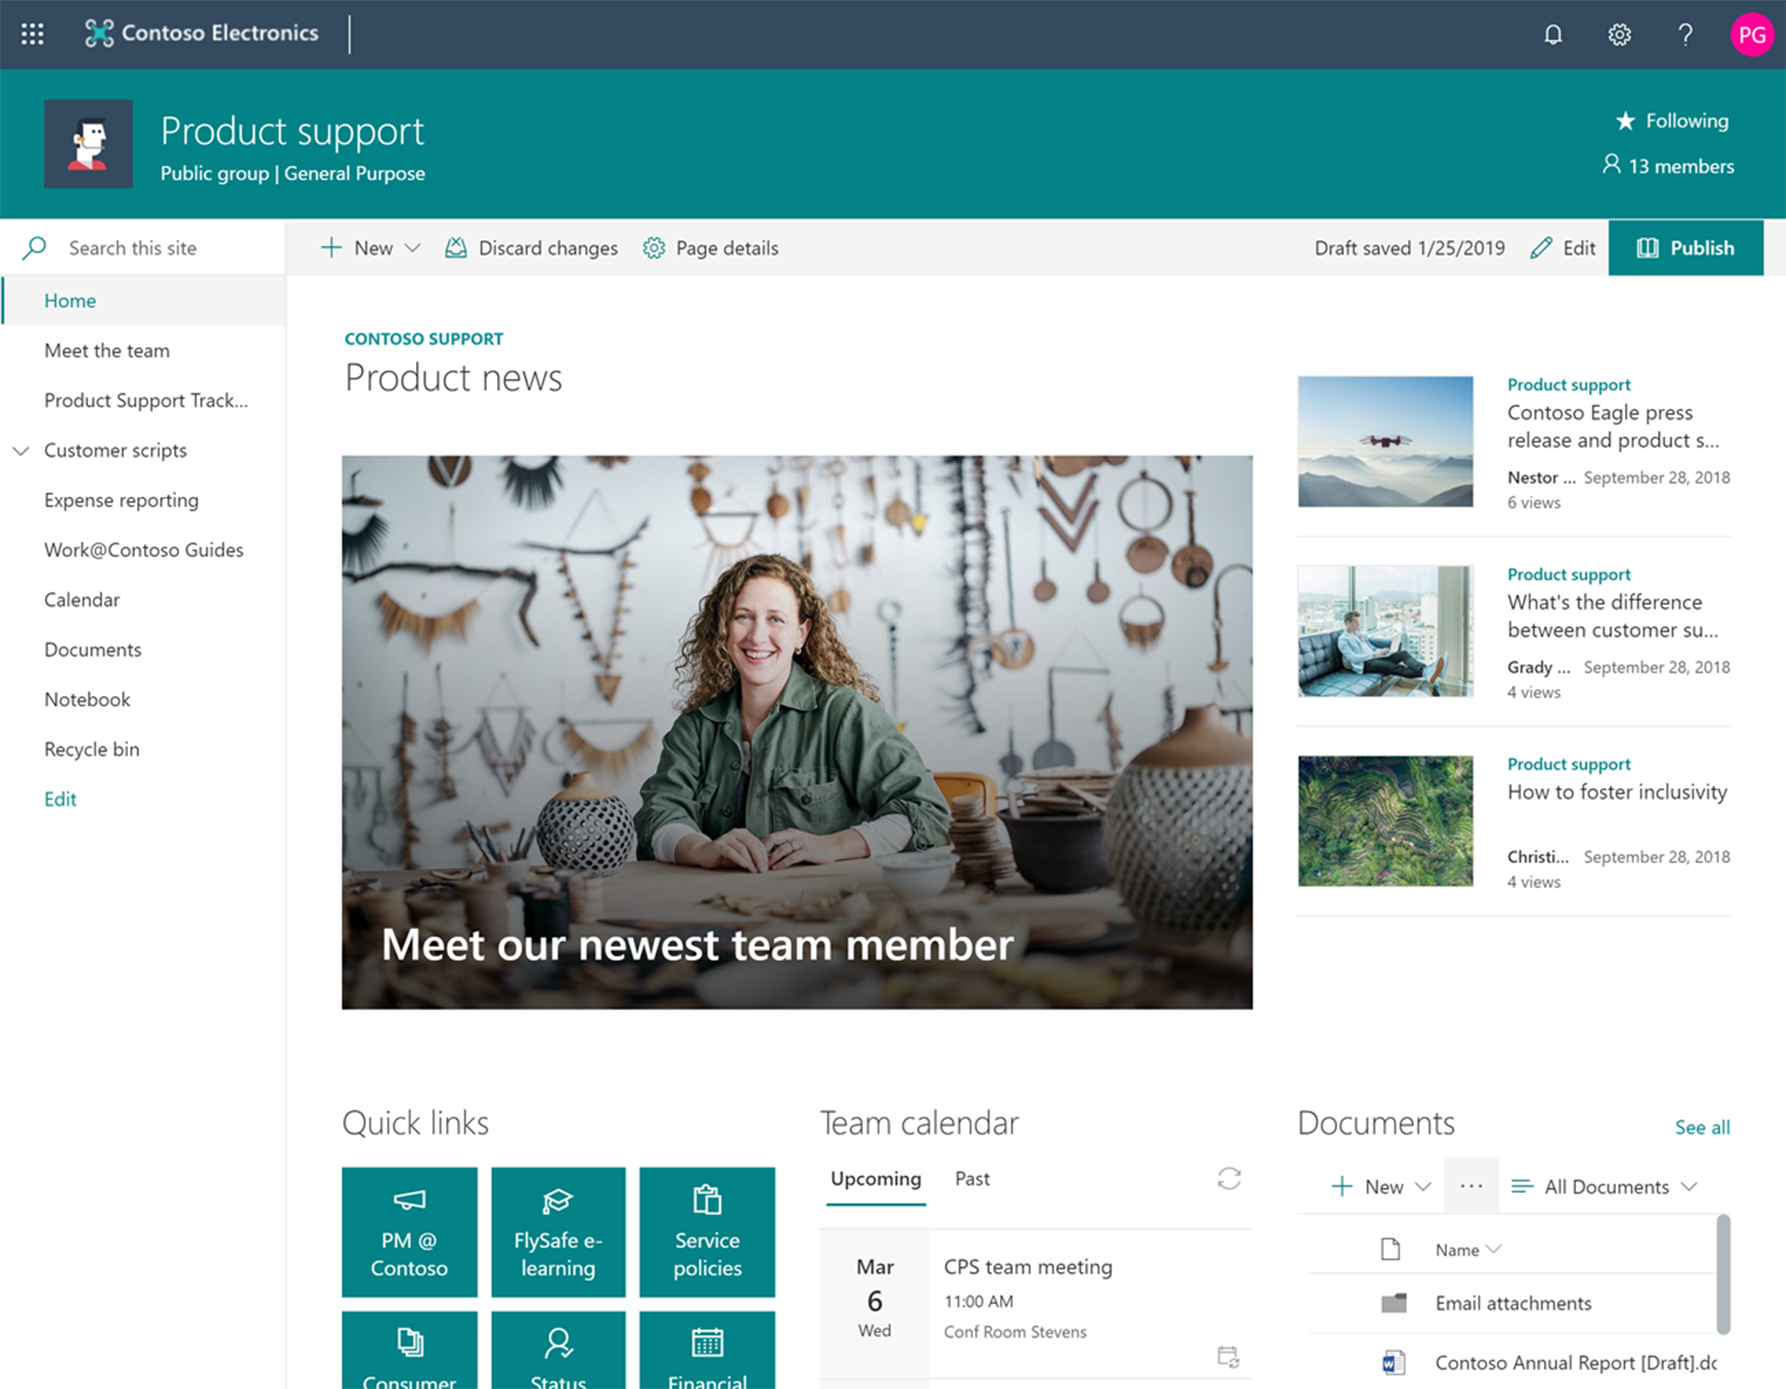 Contoso Electronics
PG
Product support
Public group | General Purpose
Following
13 members
Search this site
New
Discard changes
Page details
Draft saved 1/25/2019
Edit
Publish
Home
Meet the team
Product Support Track...
Customer scripts
Expense reporting
Work@Contoso Guides
Calendar
Documents
Notebook
Recycle bin
Edit
CONTOSO SUPPORT
Product news
Meet our newest team member
Product support
Contoso Eagle press
release and product s...
Nestor ... September 28, 2018
6 views
Product support
What's the difference
between customer su...
Grady ... September 28, 2018
4 views
Product support
How to foster inclusivity
Christi... September 28, 2018
4 views
Quick links
PM @
Contoso
FlySafe e-
learning
Service
policies
Consumer
Status
Financial
Team calendar
Upcoming
Past
Mar
6
Wed
CPS team meeting
11:00 AM
Conf Room Stevens
Documents
See all
New
...
All Documents
Name
Email attachments
Contoso Annual Report [Draft].dc